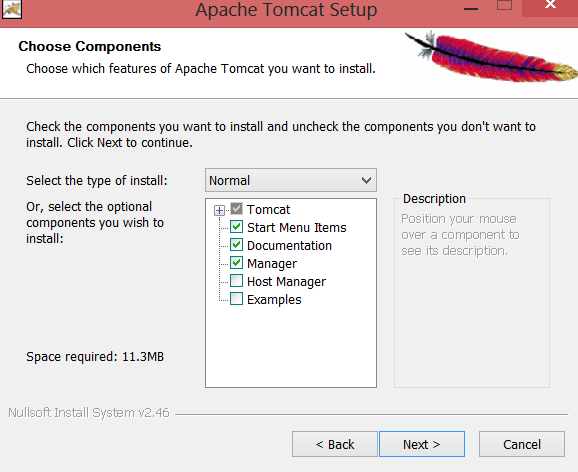 Apache Tomcat Setup
Choose Components
Choose which features of Apache Tomcat you want to install.
Check the components you want to install and uncheck the components you don't want to
install. Click Next to continue.
Select the type of install:
Normal
Or, select the optional
components you wish to
install:
Tomcat
Start Menu Items
Documentation
Manager
Host Manager
Examples
Description
Position your mouse
over a component to
see its description.
Space required: 11.3MB
Nullsoft Install System v2.46
< Back
Next >
Cancel